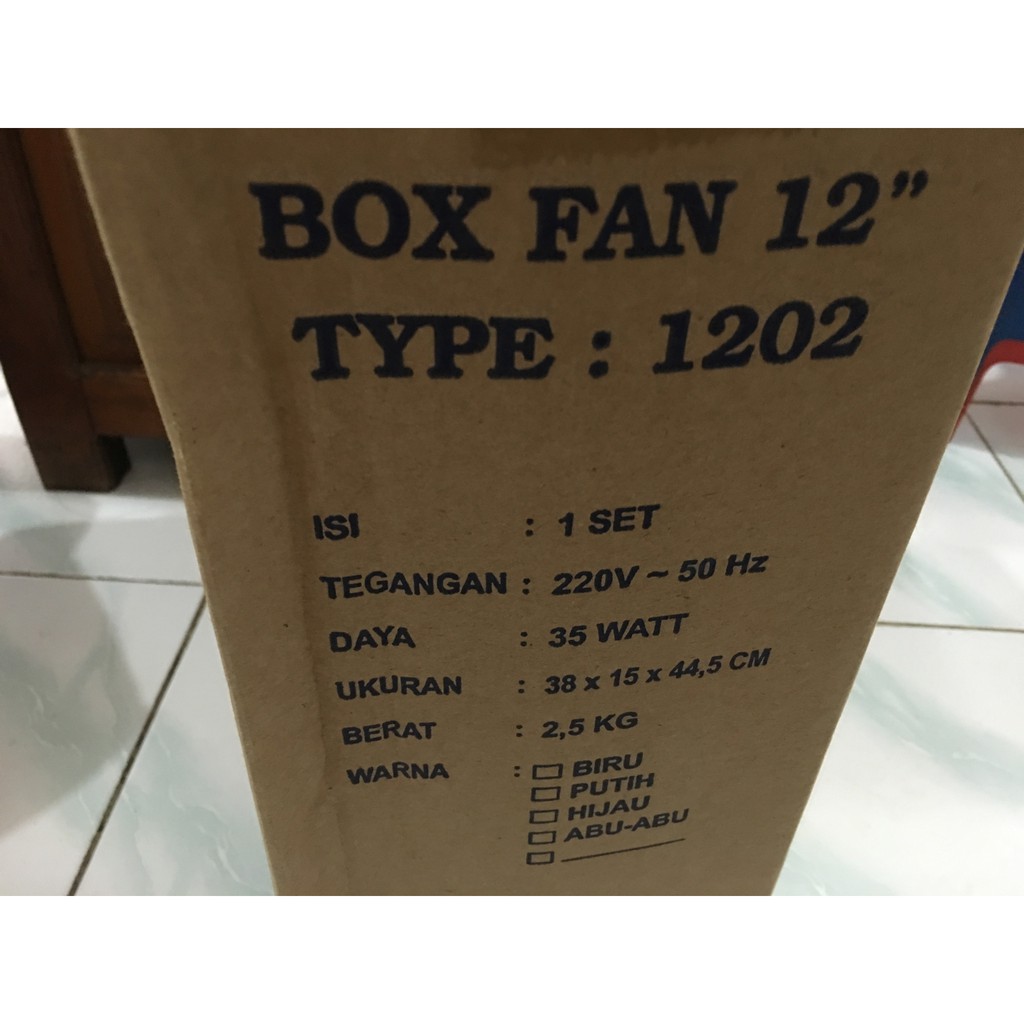 BOX FAN 12”
TYPE : 1202
ISI : 1 SET
TEGANGAN : 220V ~ 50 Hz
DAYA : 35 WATT
UKURAN : 38 x 15 x 44,5 CM
BERAT : 2,5 KG
WARNA : BIRU
PUTIH
HIJAU
ABU-ABU